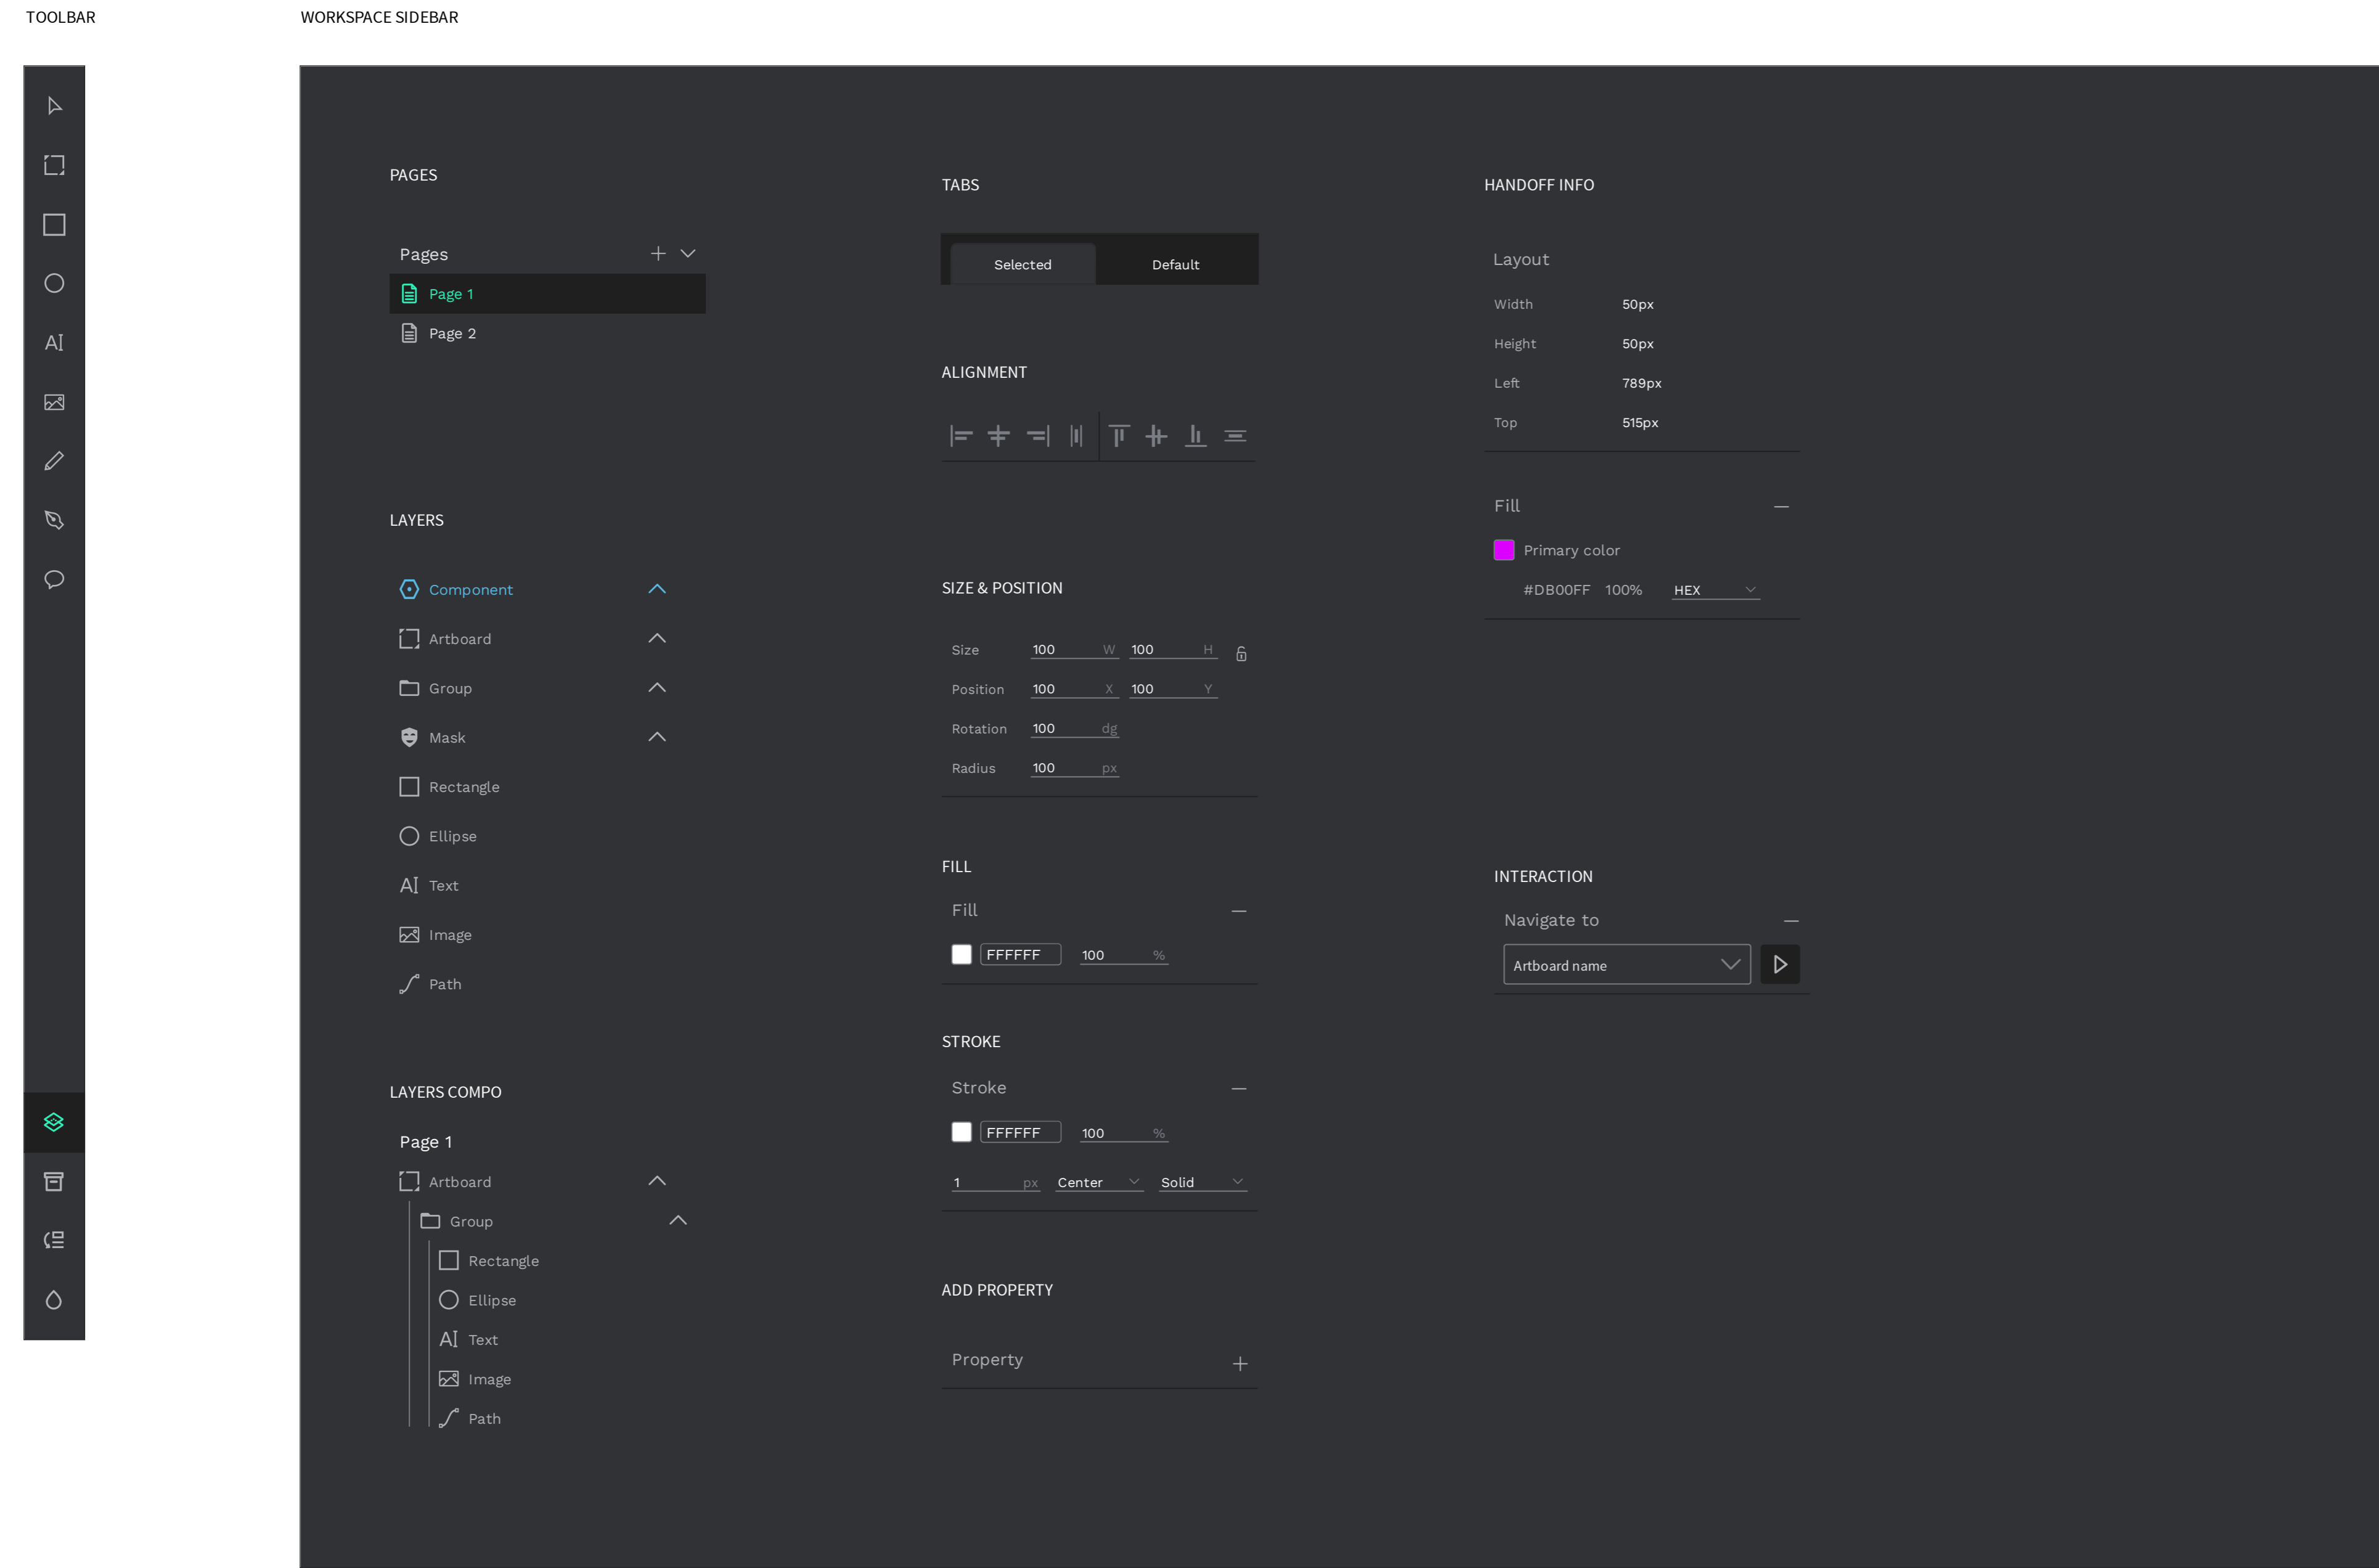 TOOLBAR
WORKSPACE SIDEBAR
PAGES
Pages
Page 1
Page 2
LAYERS
Component
Artboard
Group
Mask
Rectangle
Ellipse
Text
Image
Path
LAYERS COMPO
Page 1
Artboard
Group
Rectangle
Ellipse
Text
Image
Path
TABS
Selected Default
ALIGNMENT
SIZE & POSITION
Size 100 W 100 H
Position 100 X 100 Y
Rotation 100 dg
Radius 100 px
FILL
Fill
FFFFFF 100 %
STROKE
Stroke
FFFFFF 100 %
1 px Center Solid
ADD PROPERTY
Property
HANDOFF INFO
Layout
Width 50px
Height 50px
Left 789px
Top 515px
Fill
Primary color
#DB00FF 100% HEX
INTERACTION
Navigate to
Artboard name